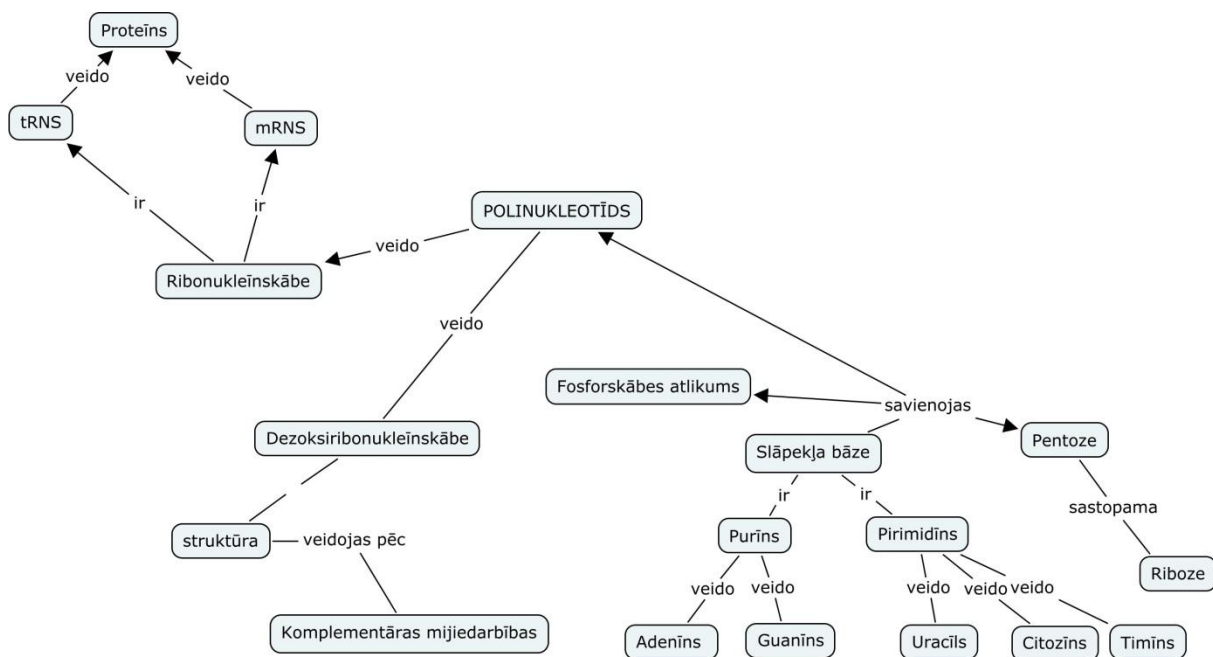 Proteīns
veido
veido
tRNS
mRNS
ir
ir
POLINUKLEOTĪDS
veido
Ribonukleīnskābe
veido
Fosforskābes atlikums
savienojas
Dezoksiribonukleīnskābe
Slāpekļa bāze
Pentoze
ir
ir
sastopama
struktūra
veidojas pēc
Purīns
Pirimidīns
Riboze
veido
veido
veido
veido
veido
Komplementāras mijiedarbības
Adenīns
Guanīns
Uracīls
Citozīns
Timīns